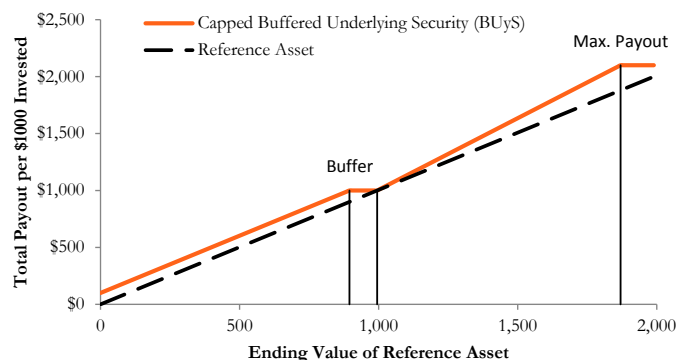 Capped Buffered Underlying Security (BUyS)
Reference Asset
Max. Payout
Buffer
Total Payout per $1000 Invested
$2,500
$2,000
$1,500
$1,000
$500
$0
0 500 1,000 1,500 2,000
Ending Value of Reference Asset